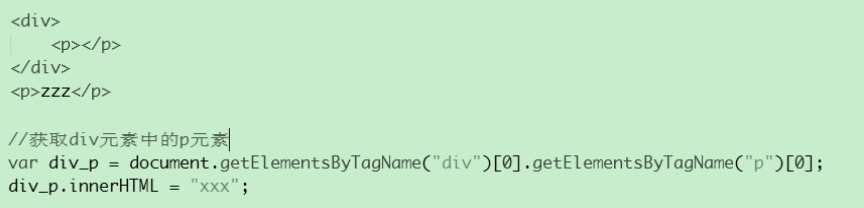 <div>
    <p></p>
</div>
<p>zzz</p>

//获取div元素中的p元素
var div_p = document.getElementsByTagName("div")[0].getElementsByTagName("p")[0];
div_p.innerHTML = "xxx";